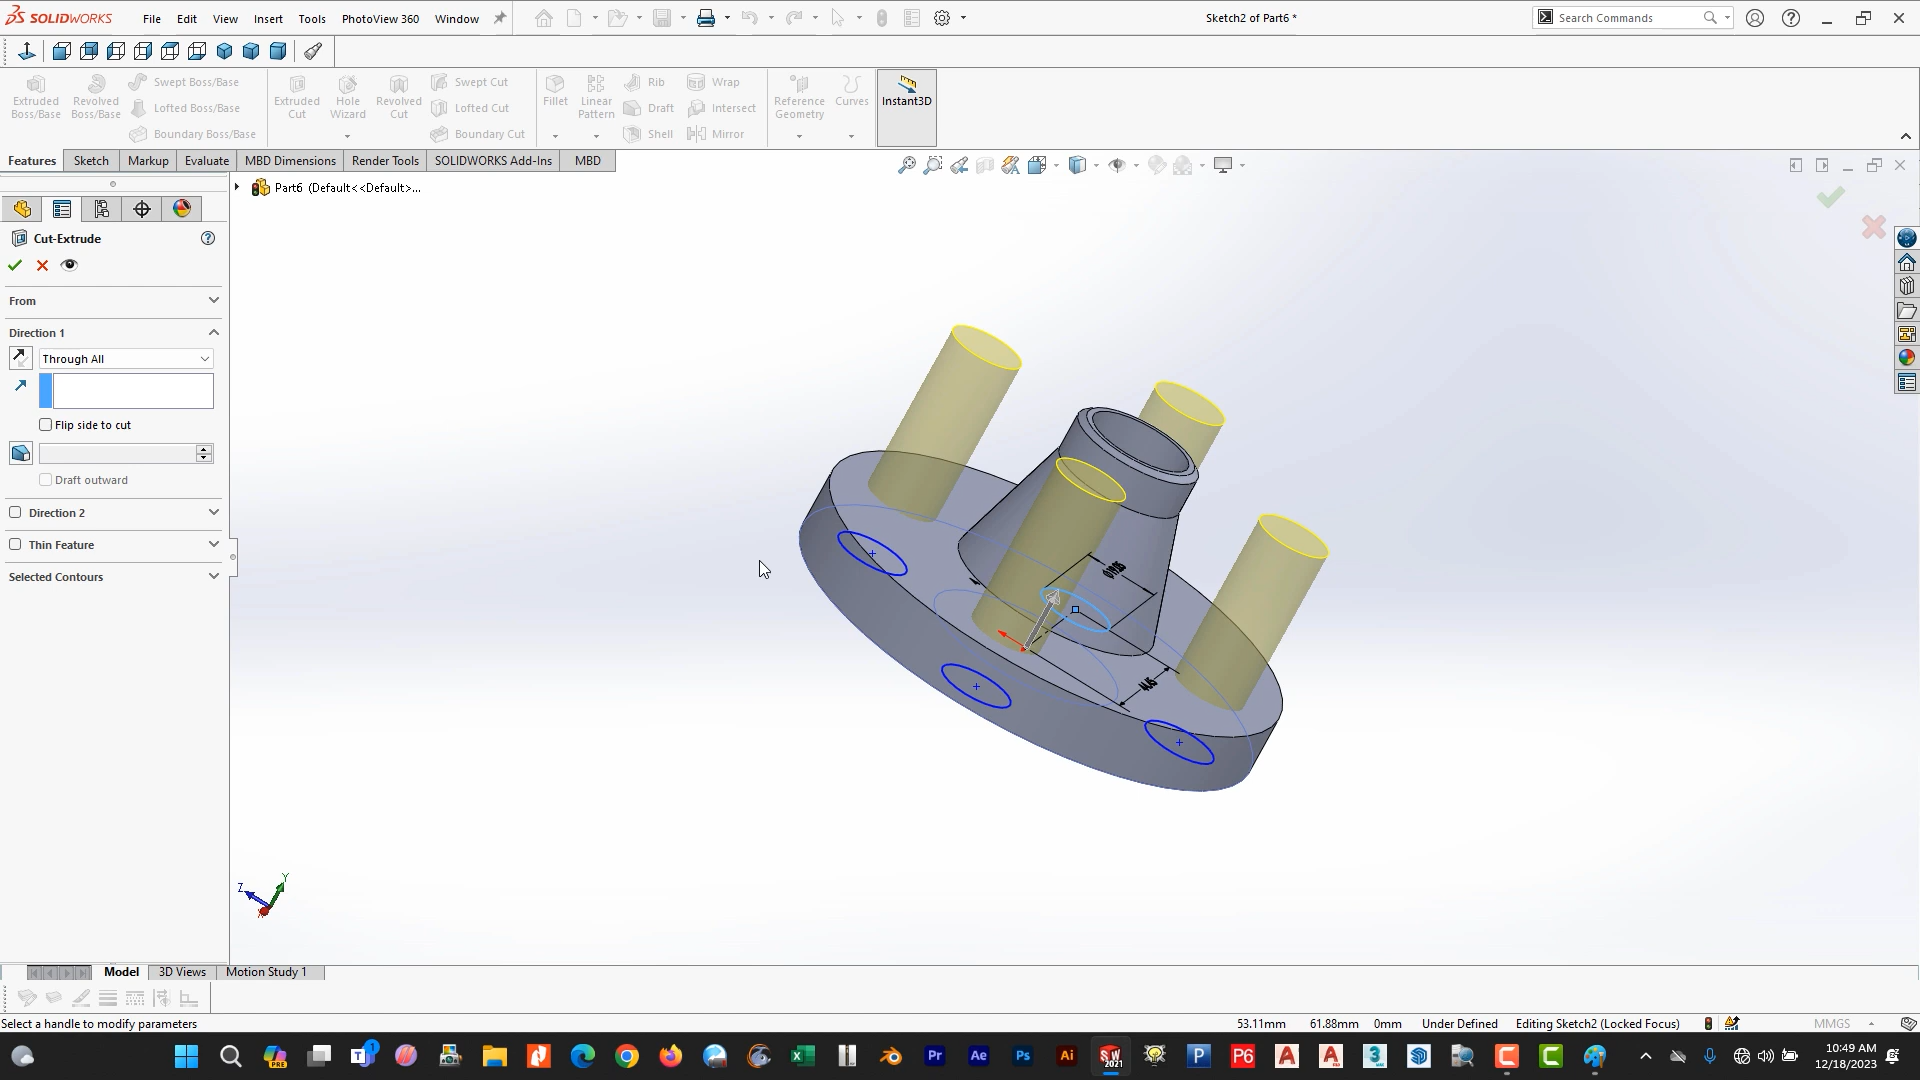 SOLIDWORKS File Edit View Insert Tools PhotoView 360 Window Sketch2 of Part6 * Search Commands
Extruded Boss/Base
Revolved Boss/Base
Swept Boss/Base
Lofted Boss/Base
Boundary Boss/Base
Extruded Cut
Hole Wizard
Revolved Cut
Swept Cut
Lofted Cut
Boundary Cut
Fillet
Linear Pattern
Rib
Draft
Shell
Wrap
Intersect
Mirror
Reference Geometry
Curves
Instant3D
Features Sketch Markup Evaluate MBD Dimensions Render Tools SOLIDWORKS Add-Ins MBD
Part6 (Default<<Default>...
Cut-Extrude
From
Direction 1
Through All
Flip side to cut
Draft outward
Direction 2
Thin Feature
Selected Contours
Z Y
Model 3D Views Motion Study 1
Select a handle to modify parameters 53.11mm 61.88mm 0mm Under Defined Editing Sketch2 (Locked Focus) MMGS
10:49 AM
12/18/2023